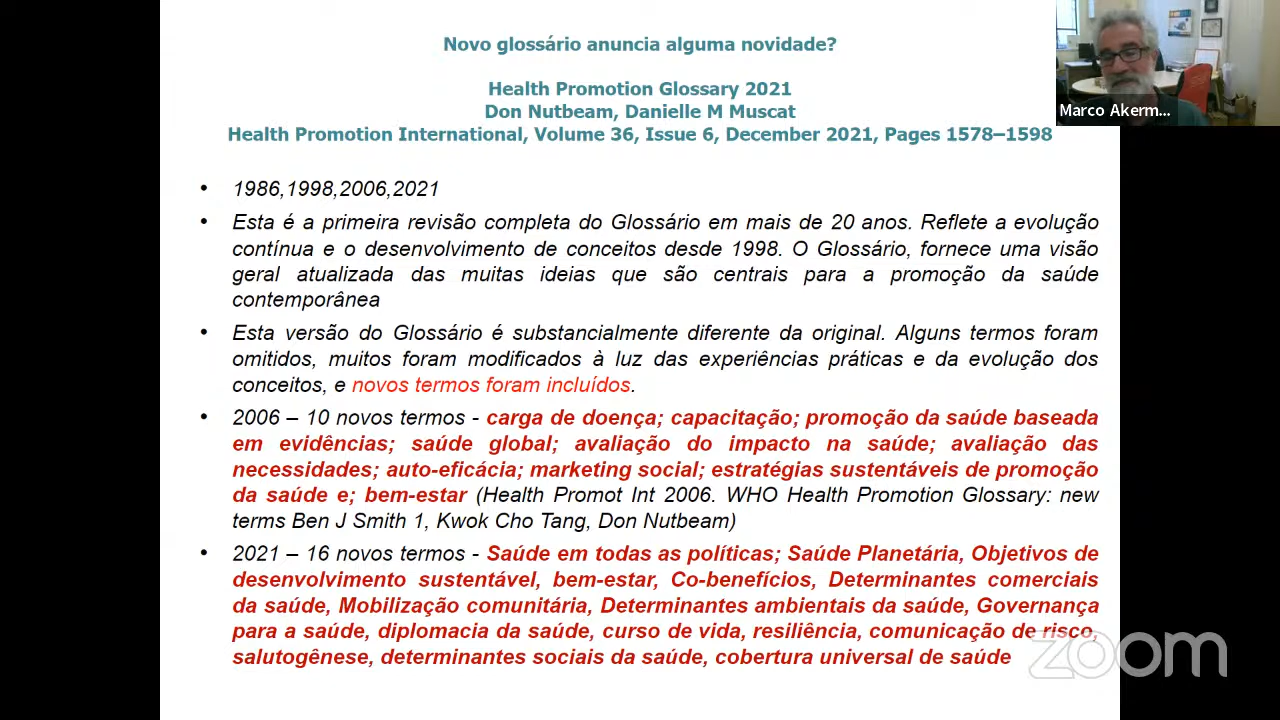 Novo glossário anuncia alguma novidade?
Health Promotion Glossary 2021
Don Nutbeam, Danielle M Muscat
Health Promotion International, Volume 36, Issue 6, December 2021, Pages 1578–1598
Marco Akerm...
• 1986,1998,2006,2021
• Esta é a primeira revisão completa do Glossário em mais de 20 anos. Reflete a evolução
contínua e o desenvolvimento de conceitos desde 1998. O Glossário, fornece uma visão
geral atualizada das muitas ideias que são centrais para a promoção da saúde
contemporânea
• Esta versão do Glossário é substancialmente diferente da original. Alguns termos foram
omitidos, muitos foram modificados à luz das experiências práticas e da evolução dos
conceitos, e novos termos foram incluídos.
• 2006 – 10 novos termos - carga de doença; capacitação; promoção da saúde baseada
em evidências; saúde global; avaliação do impacto na saúde; avaliação das
necessidades; auto-eficácia; marketing social; estratégias sustentáveis de promoção
da saúde e; bem-estar (Health Promot Int 2006. WHO Health Promotion Glossary: new
terms Ben J Smith 1, Kwok Cho Tang, Don Nutbeam)
• 2021 – 16 novos termos - Saúde em todas as políticas; Saúde Planetária, Objetivos de
desenvolvimento sustentável, bem-estar, Co-benefícios, Determinantes comerciais
da saúde, Mobilização comunitária, Determinantes ambientais da saúde, Governança
para a saúde, diplomacia da saúde, curso de vida, resiliência, comunicação de risco,
salutogênese, determinantes sociais da saúde, cobertura universal de saúde
zoom